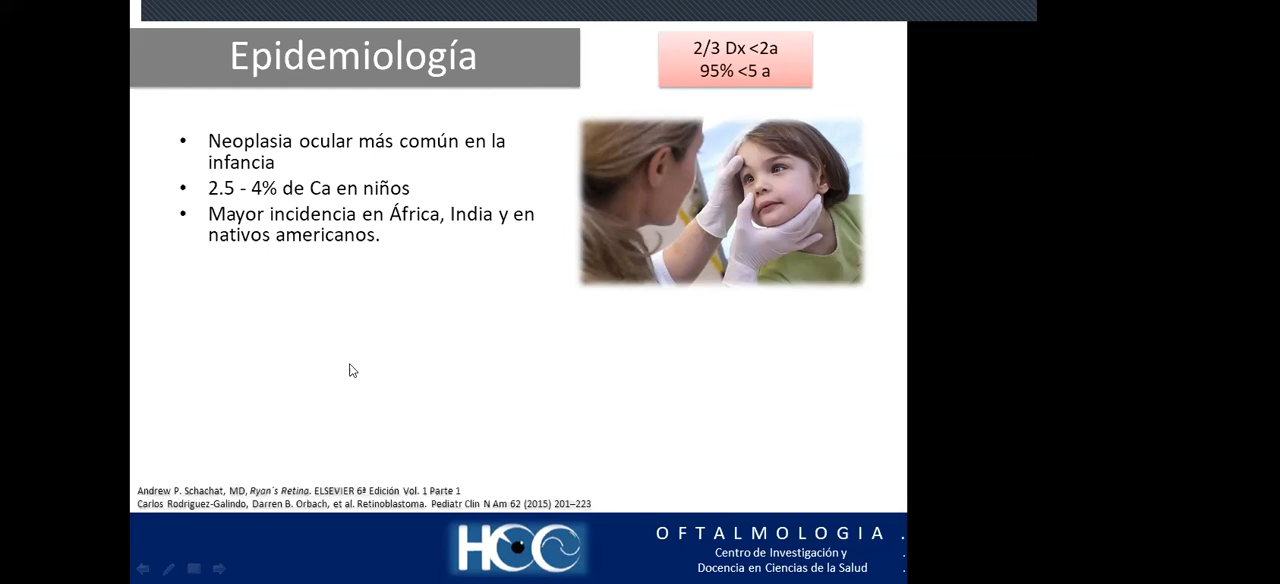 Epidemiología
2/3 Dx <2a
95% <5 a
• Neoplasia ocular más común en la
infancia
• 2.5 - 4% de Ca en niños
• Mayor incidencia en África, India y en
nativos americanos.
Andrew P. Schachat, MD, Ryan´s Retina. ELSEVIER 6ª Edición Vol. 1 Parte 1
Carlos Rodriguez-Galindo, Darren B. Orbach, et al. Retinoblastoma. Pediatr Clin N Am 62 (2015) 201–223
HCC
OFTALMOLOGIA .
Centro de Investigación y .
Docencia en Ciencias de la Salud .